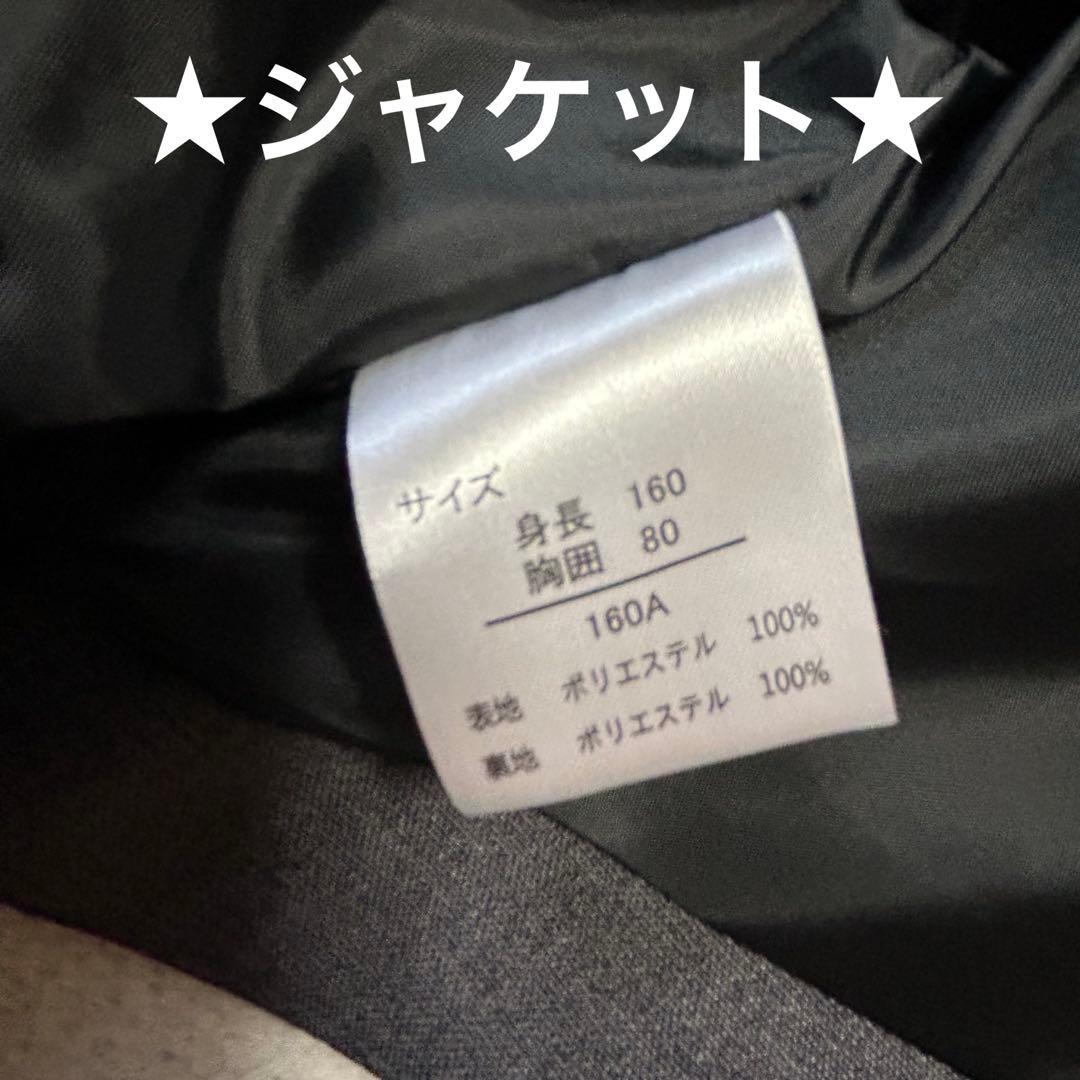 ★ジャケット★
サイズ
身長 160
胸囲 80
160A
表地 ポリエステル 100%
裏地 ポリエステル 100%